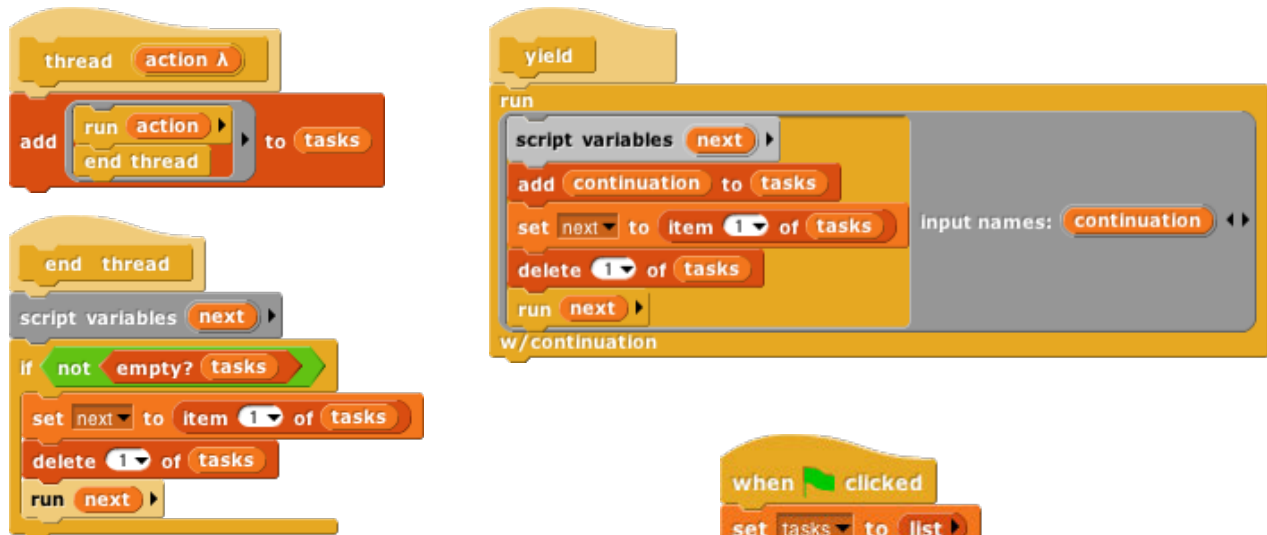 thread action λ
add run action to tasks
end thread
end thread
script variables next
if not empty? tasks
set next to item 1 of tasks
delete 1 of tasks
run next
yield
run
script variables next
add continuation to tasks
set next to item 1 of tasks
delete 1 of tasks
run next
input names: continuation
w/continuation
when clicked
set tasks to list